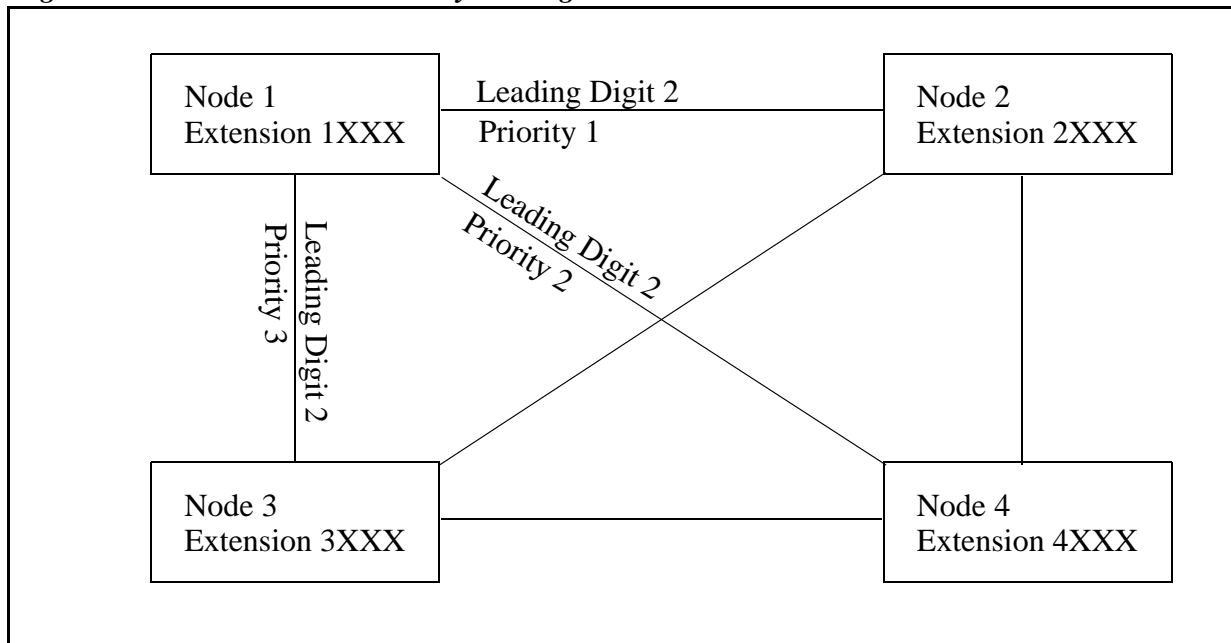 Node 1
Extension 1XXX
Leading Digit 2
Priority 1
Node 2
Extension 2XXX
Leading Digit 2
Priority 2
Leading Digit 2
Priority 3
Node 3
Extension 3XXX
Node 4
Extension 4XXX